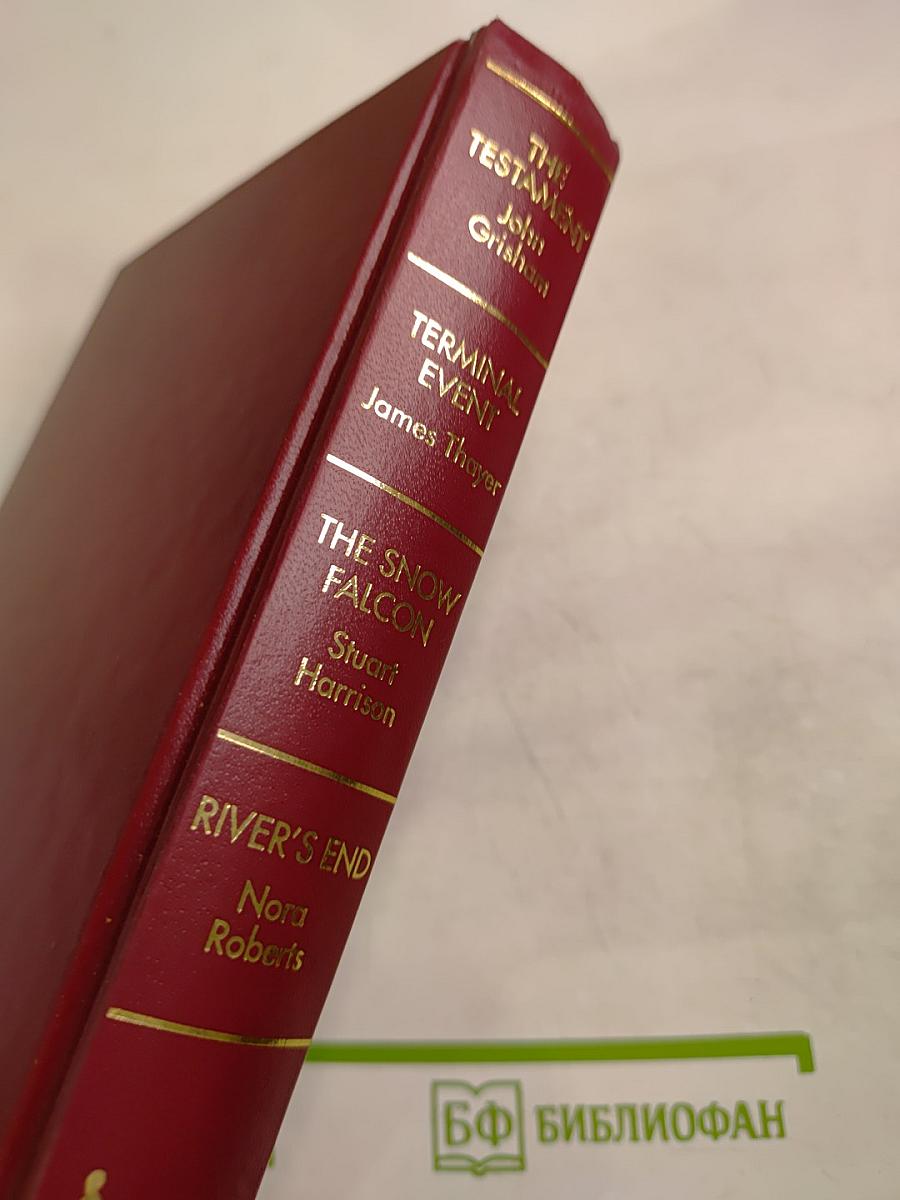 THE
TESTAMENT
John
Grisham
TERMINAL
EVENT
James Thayer
THE SNOW
FALCON
Stuart
Harrison
RIVER'S END
Nora
Roberts
БФ БИБЛИОФАН